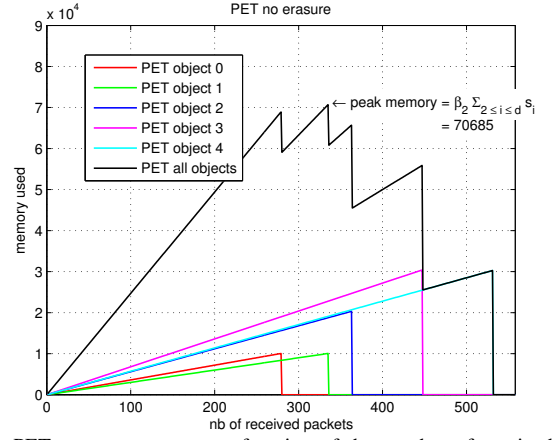 PET no erasure
x 10⁴
9
8
7
6
5
4
3
2
1
0
memory used
PET object 0
PET object 1
PET object 2
PET object 3
PET object 4
PET all objects
← peak memory = β₂ Σ₂ ≤ i ≤ d sᵢ
= 70685
0 100 200 300 400 500
nb of received packets